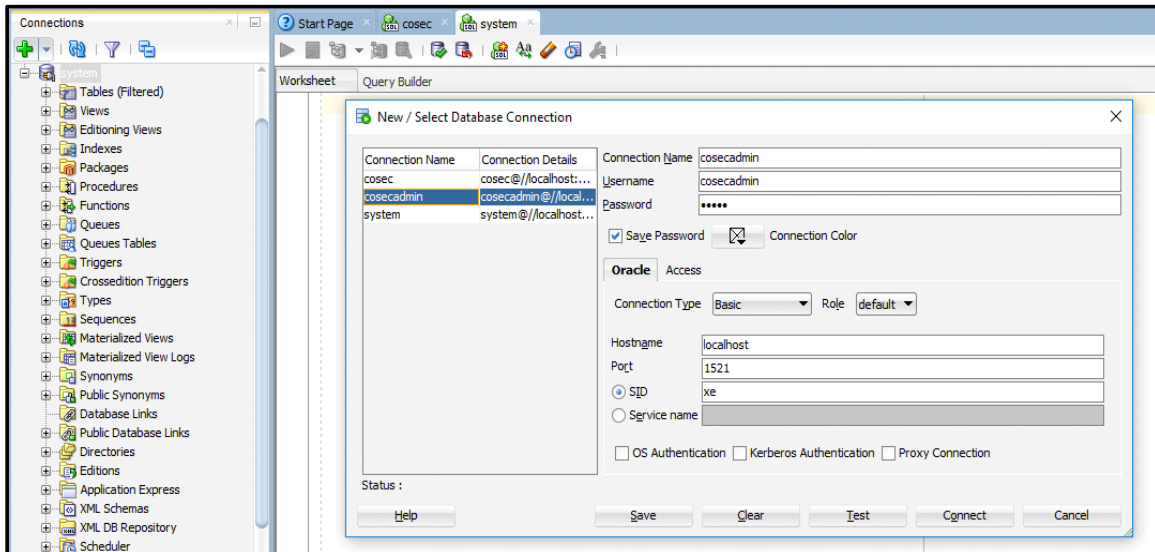 Connections
Start Page
cosec
system
system
Tables (Filtered)
Views
Editioning Views
Indexes
Packages
Procedures
Functions
Queues
Queues Tables
Triggers
Crossedition Triggers
Types
Sequences
Materialized Views
Materialized View Logs
Synonyms
Public Synonyms
Database Links
Public Database Links
Directories
Editions
Application Express
XML Schemas
XML DB Repository
Scheduler
Worksheet Query Builder
New / Select Database Connection
Connection Name Connection Details
cosec cosec@//localhost:...
cosecadmin cosecadmin@//local...
system system@//localhost...
Connection Name cosecadmin
Username cosecadmin
Password •••••
Save Password Connection Color
Oracle Access
Connection Type Basic Role default
Hostname localhost
Port 1521
SID xe
Service name
OS Authentication Kerberos Authentication Proxy Connection
Status :
Help Save Clear Test Connect Cancel